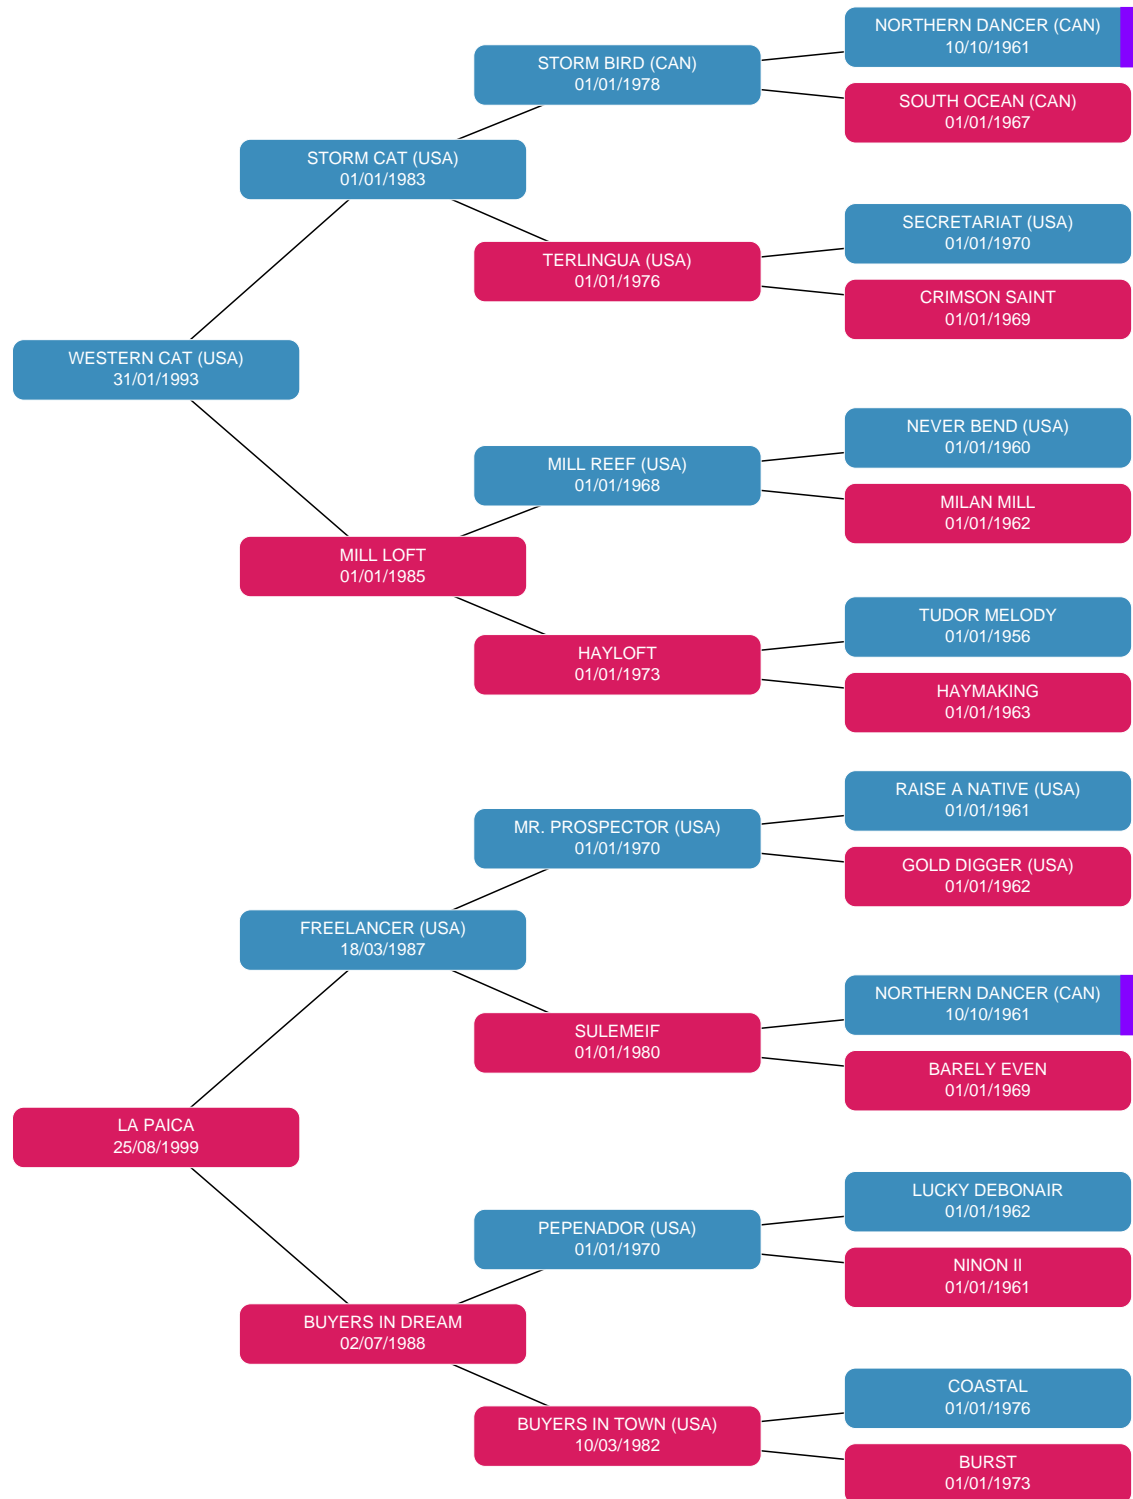 NORTHERN DANCER (CAN)
10/10/1961
STORM BIRD (CAN)
01/01/1978
SOUTH OCEAN (CAN)
01/01/1967
STORM CAT (USA)
01/01/1983
SECRETARIAT (USA)
01/01/1970
TERLINGUA (USA)
01/01/1976
CRIMSON SAINT
01/01/1969
WESTERN CAT (USA)
31/01/1993
NEVER BEND (USA)
01/01/1960
MILL REEF (USA)
01/01/1968
MILAN MILL
01/01/1962
MILL LOFT
01/01/1985
TUDOR MELODY
01/01/1956
HAYLOFT
01/01/1973
HAYMAKING
01/01/1963
RAISE A NATIVE (USA)
01/01/1961
MR. PROSPECTOR (USA)
01/01/1970
GOLD DIGGER (USA)
01/01/1962
FREELANCER (USA)
18/03/1987
NORTHERN DANCER (CAN)
10/10/1961
SULEMEIF
01/01/1980
BARELY EVEN
01/01/1969
LA PAICA
25/08/1999
LUCKY DEBONAIR
01/01/1962
PEPENADOR (USA)
01/01/1970
NINON II
01/01/1961
BUYERS IN DREAM
02/07/1988
COASTAL
01/01/1976
BUYERS IN TOWN (USA)
10/03/1982
BURST
01/01/1973